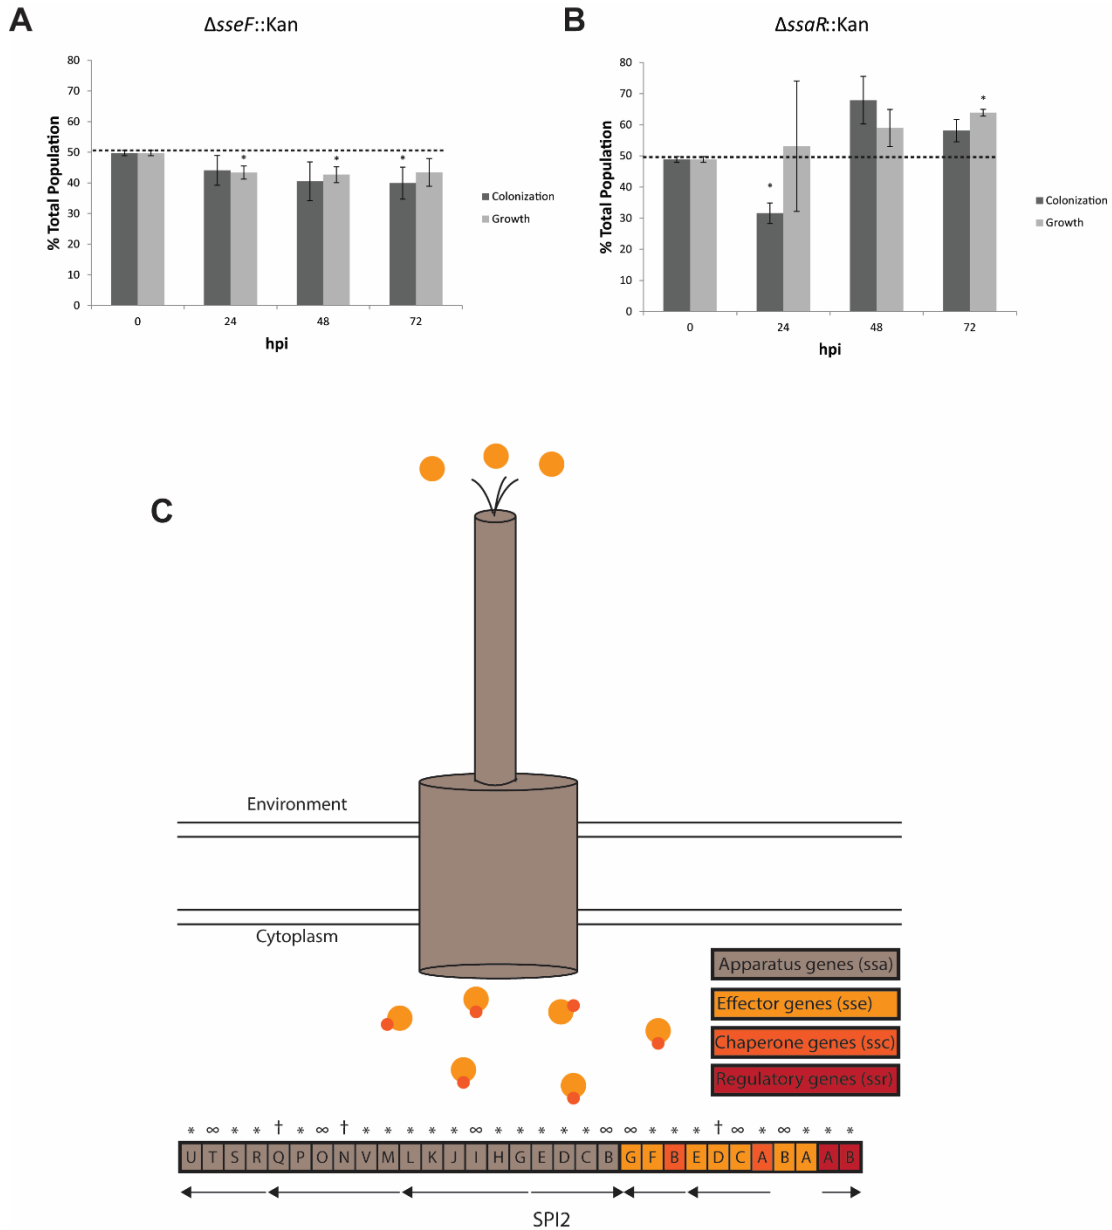 A
ΔsseF::Kan
% Total Population
80
70
60
50
40
30
20
10
0
* * *
0 24 48 72
hpi
Colonization
Growth
B
ΔssaR::Kan
% Total Population
80
70
60
50
40
30
20
10
0
* *
0 24 48 72
hpi
Colonization
Growth
C
Environment
Cytoplasm
Apparatus genes (ssa)
Effector genes (sse)
Chaperone genes (ssc)
Regulatory genes (ssr)
* ∞ * * † * ∞ † * * * * * ∞ * * * * * ∞ ∞ * * * † ∞ * ∞ * * *
U T S R Q P O N V M L K J I H G E D C B G F B E D C A B A A B
SPI2